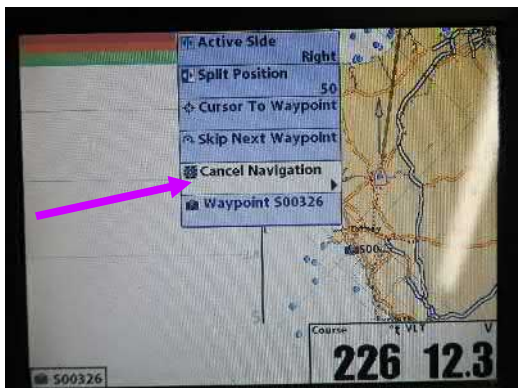 Active Side
Right
Split Position
50
Cursor To Waypoint
Skip Next Waypoint
Cancel Navigation
Waypoint S00326
Course °t VLT V
226 12.3
S00326